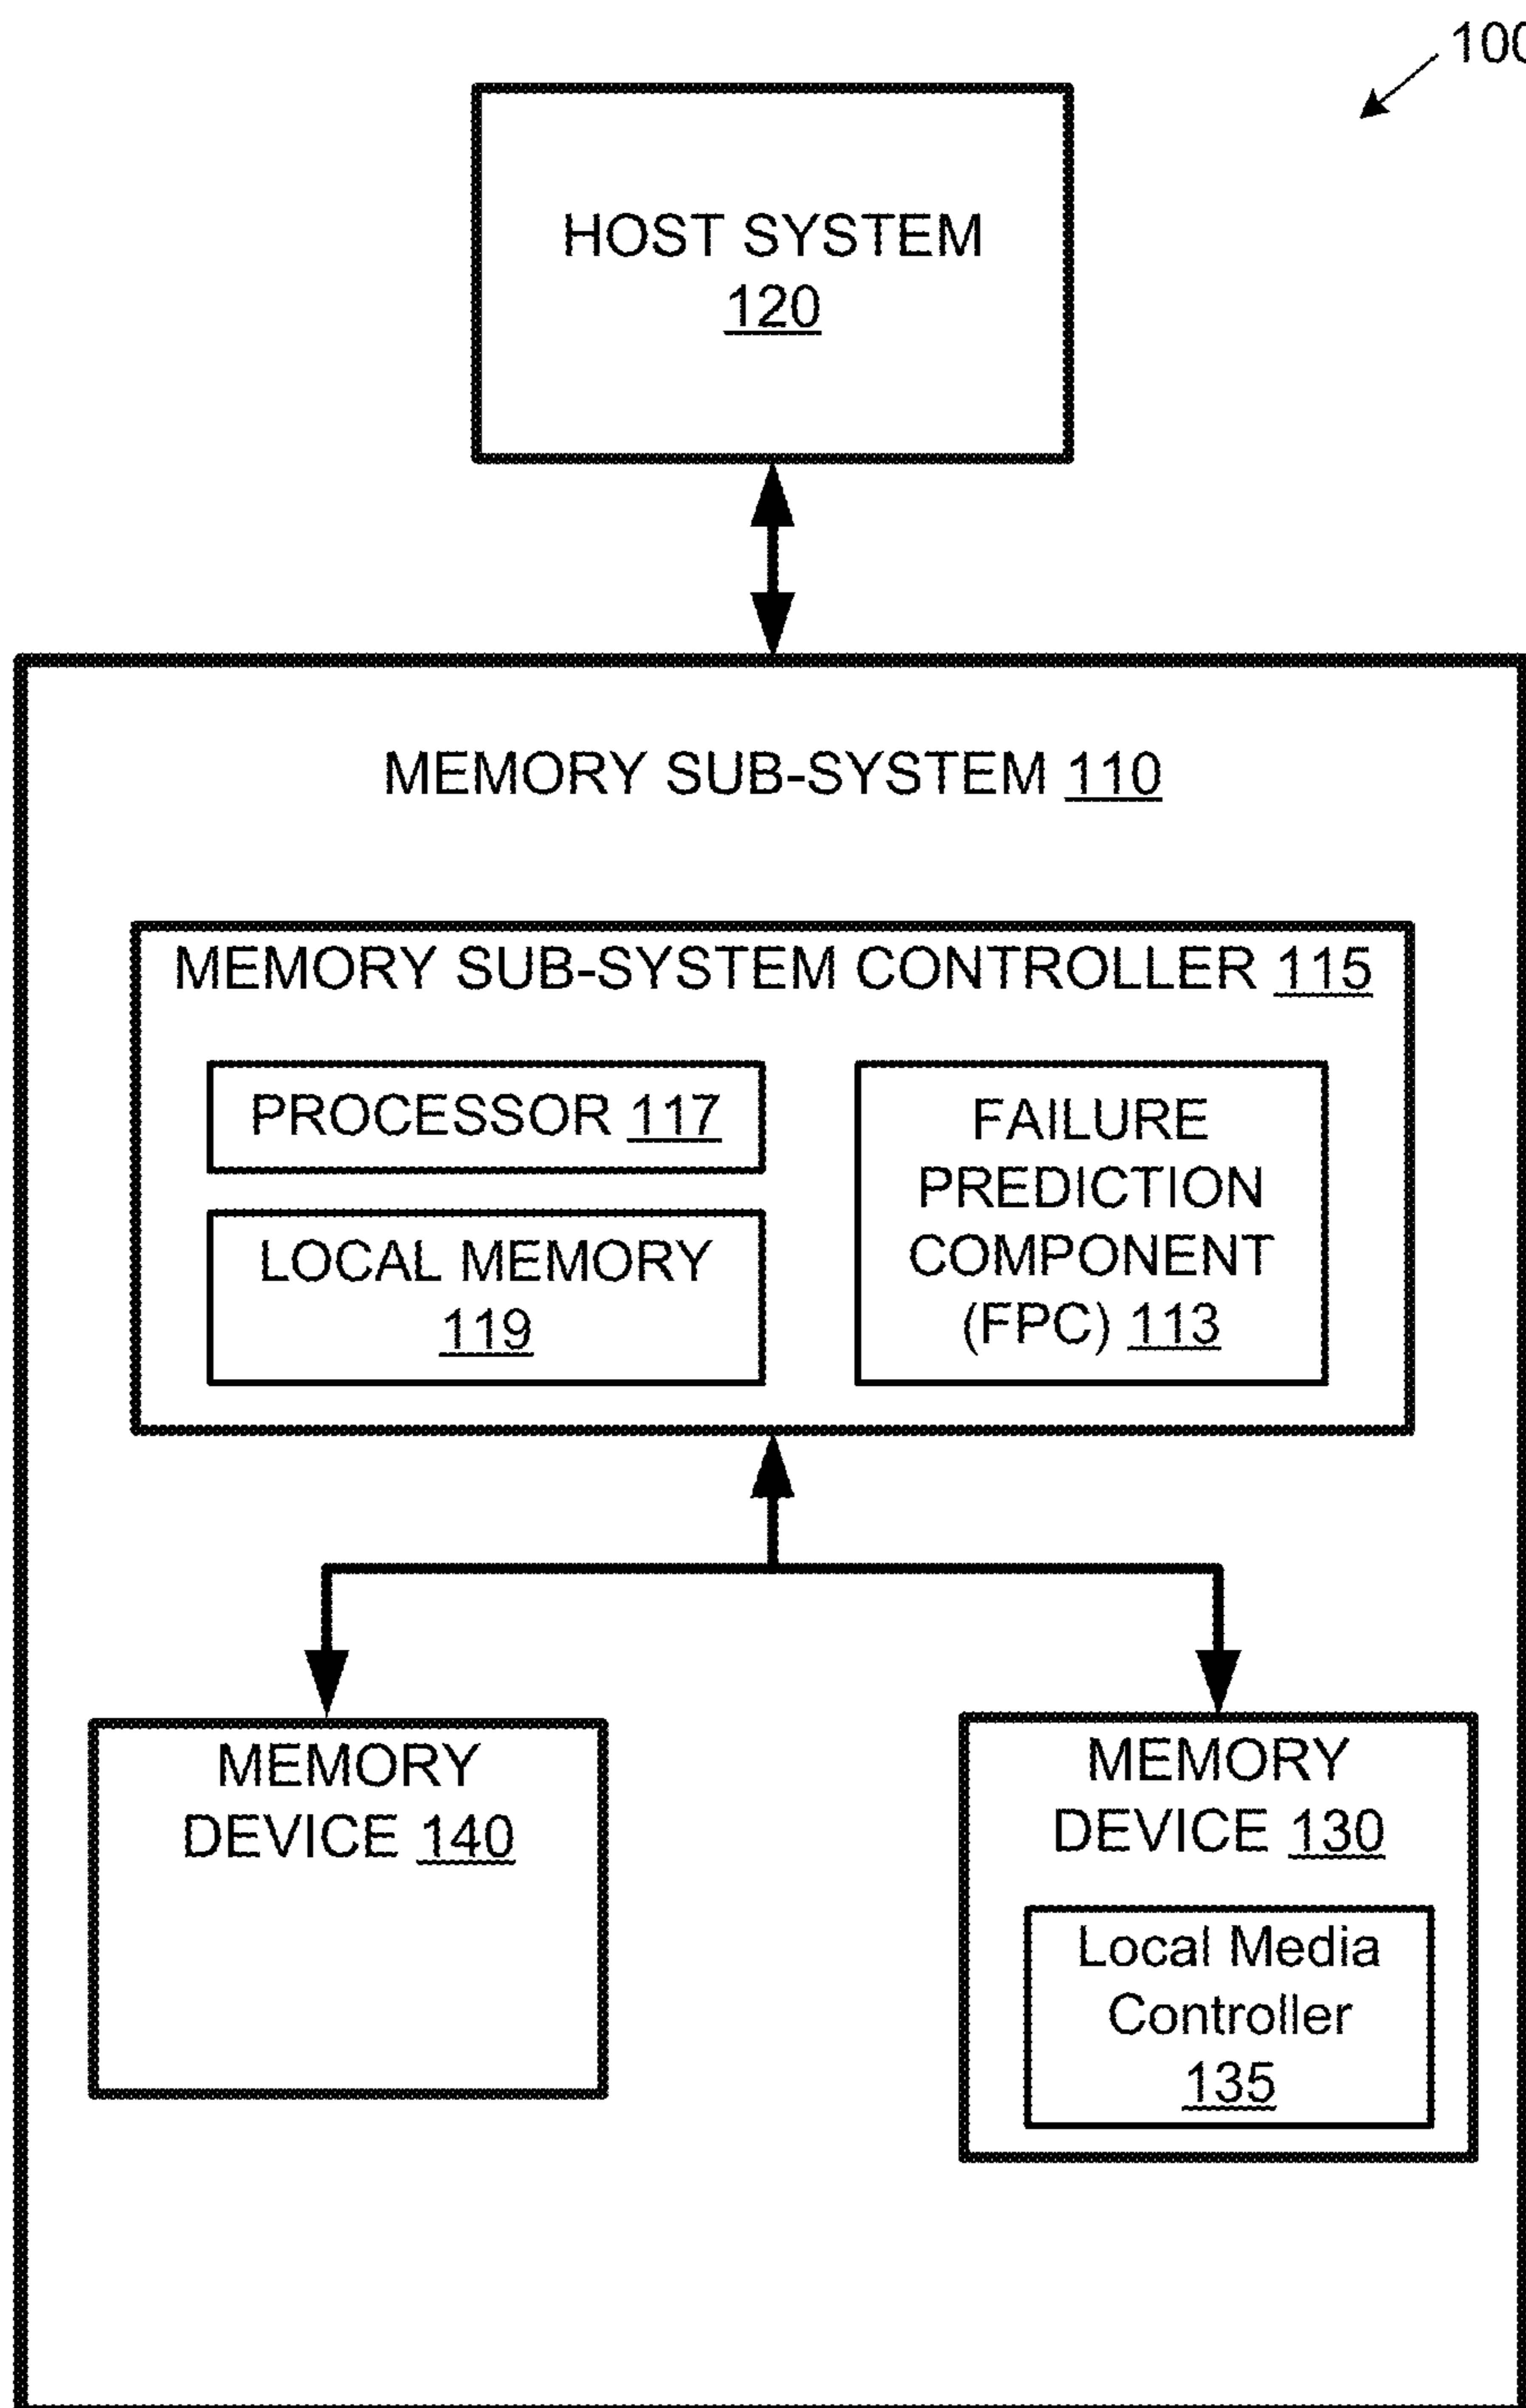 100
HOST SYSTEM
120
MEMORY SUB-SYSTEM 110
MEMORY SUB-SYSTEM CONTROLLER 115
PROCESSOR 117
LOCAL MEMORY
119
FAILURE
PREDICTION
COMPONENT
(FPC) 113
MEMORY
DEVICE 140
MEMORY
DEVICE 130
Local Media
Controller
135